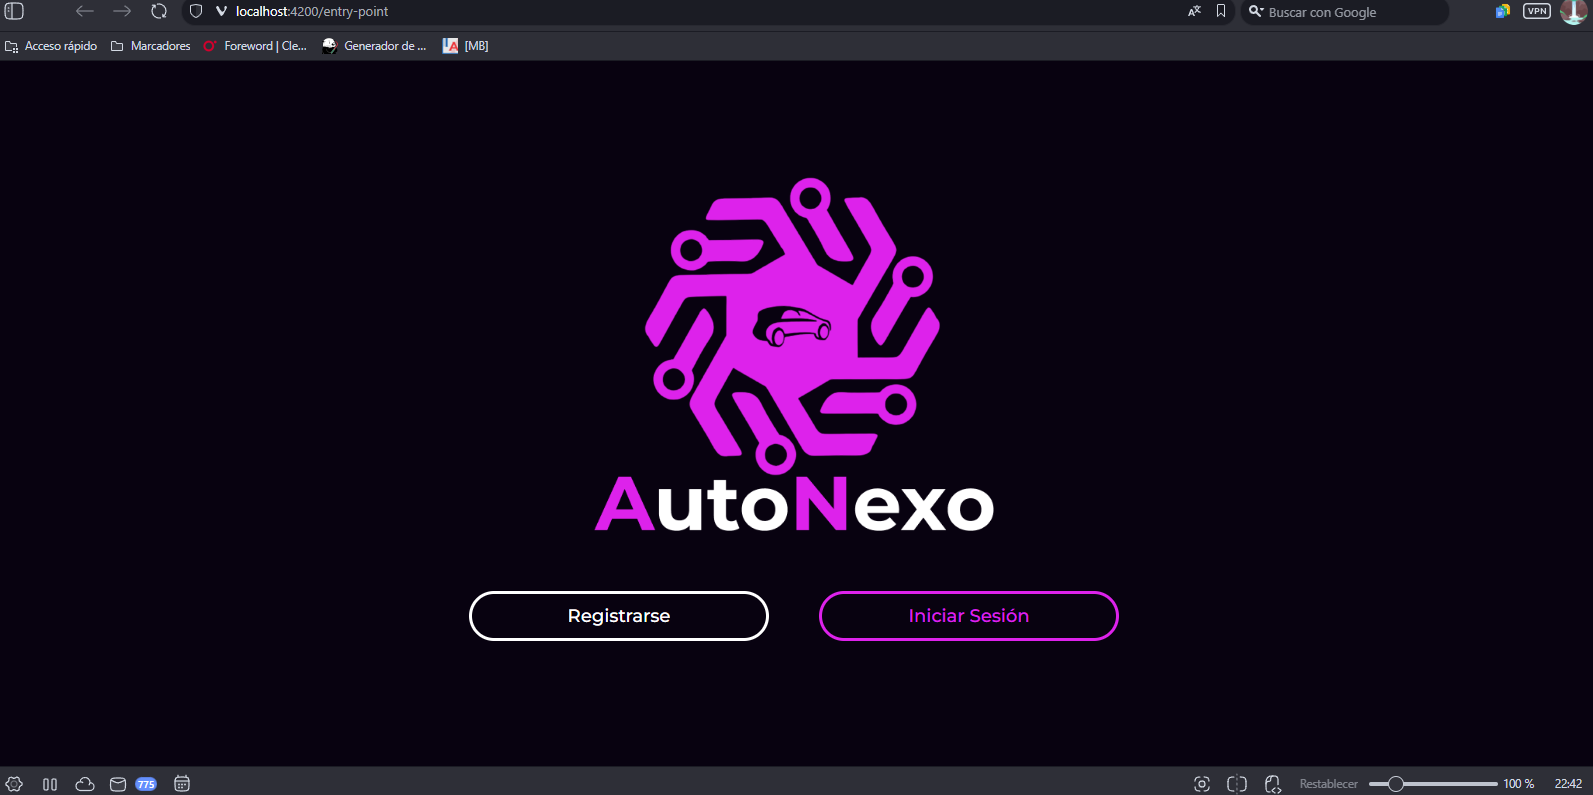 localhost:4200/entry-point
Buscar con Google
VPN
Acceso rápido
Marcadores
Foreword | Cle...
Generador de ...
[MB]
AutoNexo
Registrarse
Iniciar Sesión
775
Restablecer
100 %
22:42